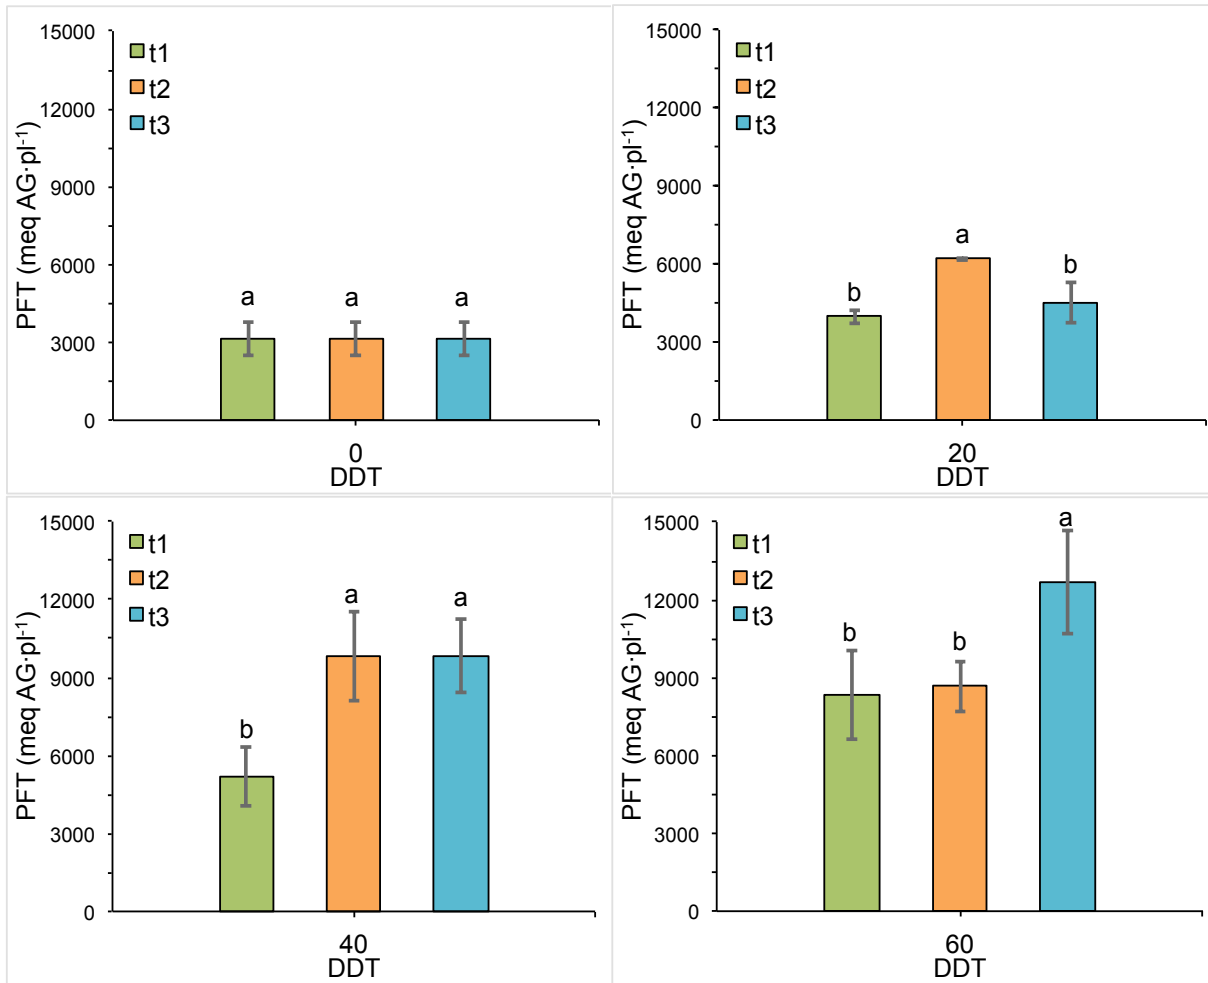 15000
12000
9000
6000
3000
0
PFT (meq AG·pl⁻¹)
t1
t2
t3
a a a
0
DDT
15000
12000
9000
6000
3000
0
PFT (meq AG·pl⁻¹)
t1
t2
t3
b a b
20
DDT
15000
12000
9000
6000
3000
0
PFT (meq AG·pl⁻¹)
t1
t2
t3
b a a
40
DDT
15000
12000
9000
6000
3000
0
PFT (meq AG·pl⁻¹)
t1
t2
t3
b b a
60
DDT